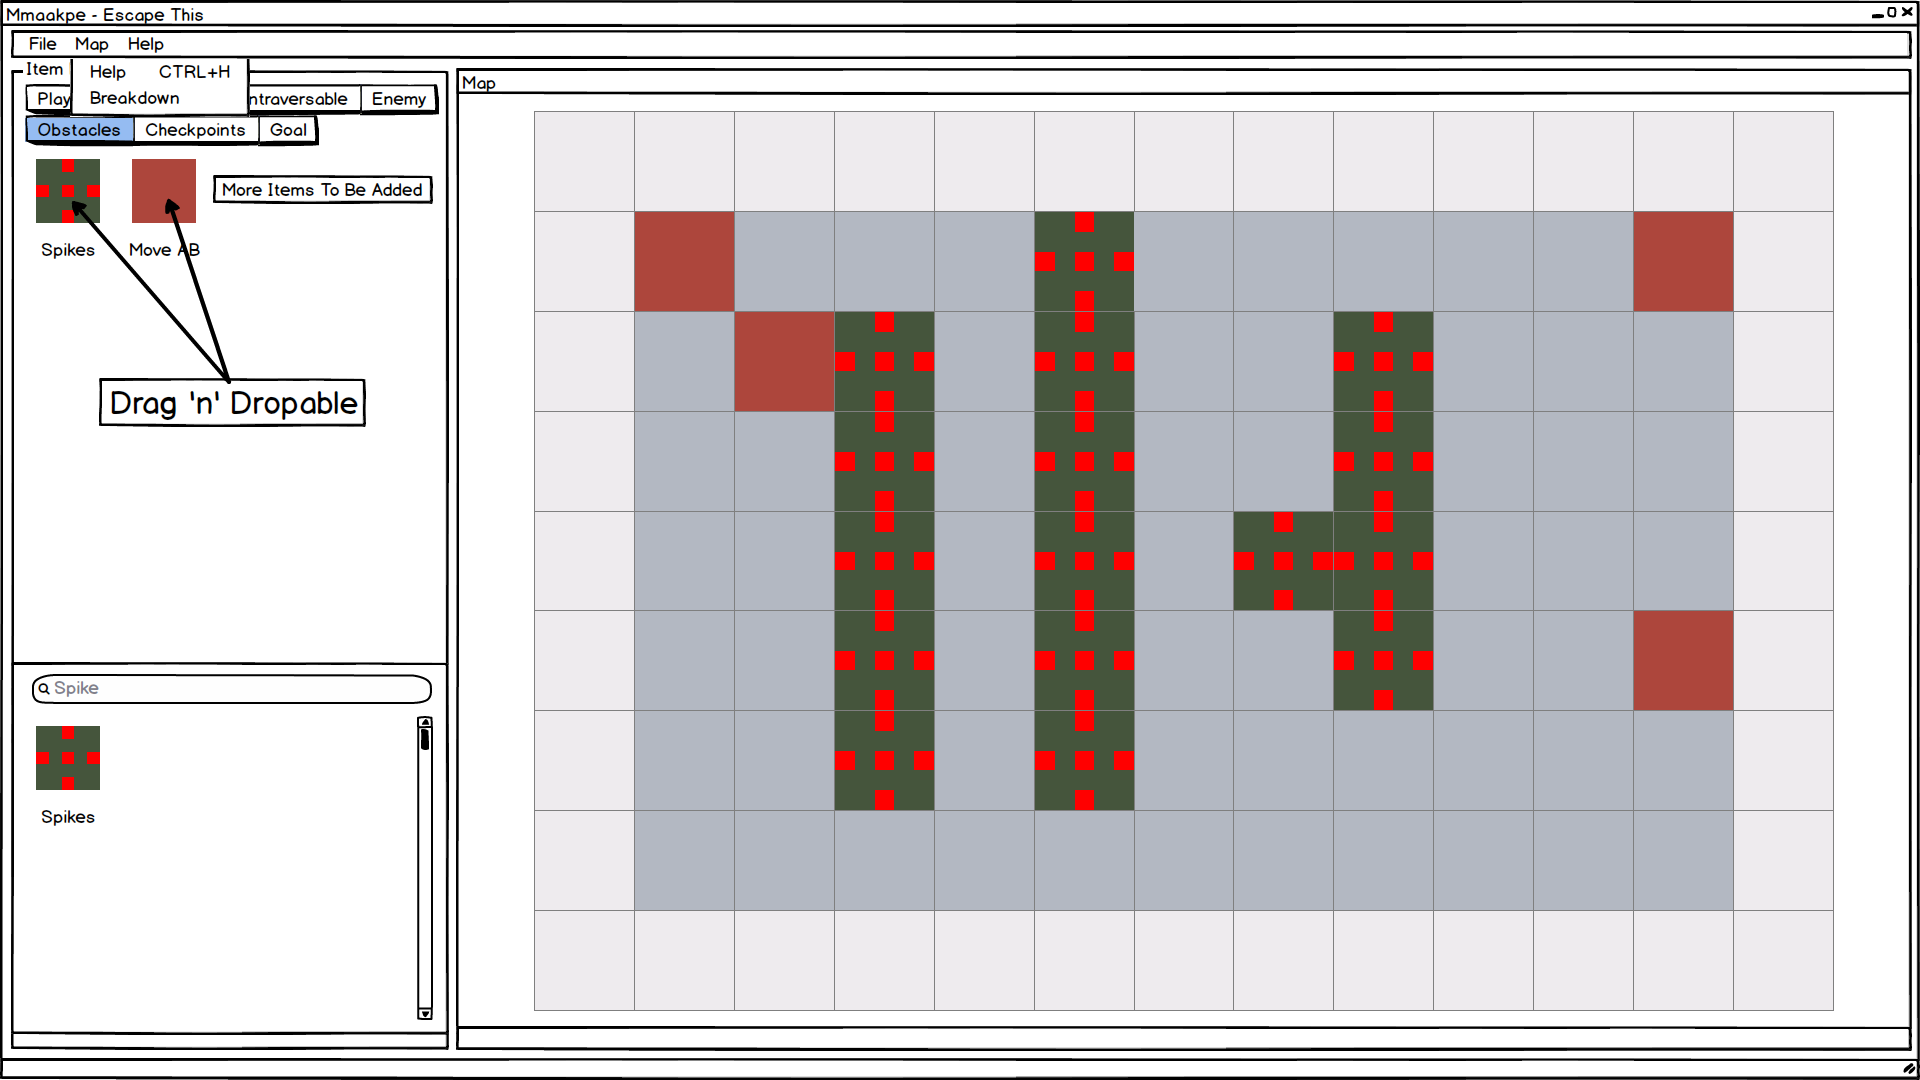 Mmaakpe - Escape This
File Map Help
Item
Help CTRL+H
Breakdown
Play
ntraversable Enemy
Obstacles Checkpoints Goal
More Items To Be Added
Spikes Move AB
Drag 'n' Dropable
Spike
Spikes
Map